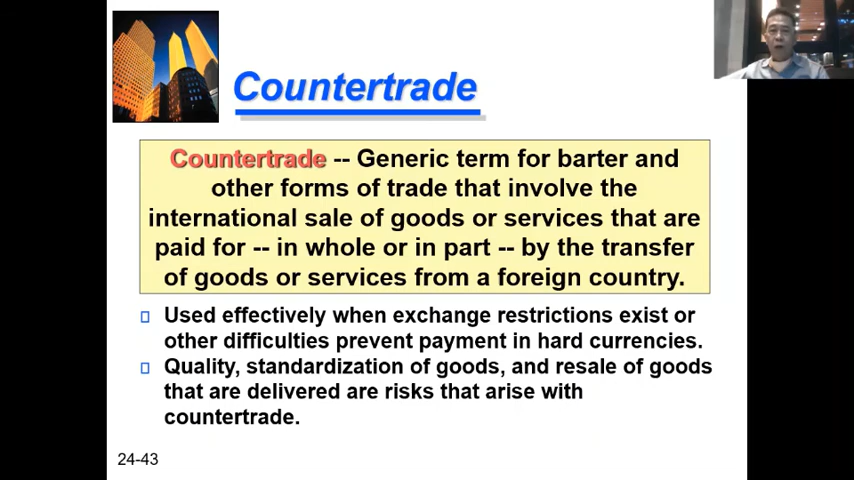 Countertrade
Countertrade -- Generic term for barter and
other forms of trade that involve the
international sale of goods or services that are
paid for -- in whole or in part -- by the transfer
of goods or services from a foreign country.
Used effectively when exchange restrictions exist or
other difficulties prevent payment in hard currencies.
Quality, standardization of goods, and resale of goods
that are delivered are risks that arise with
countertrade.
24-43